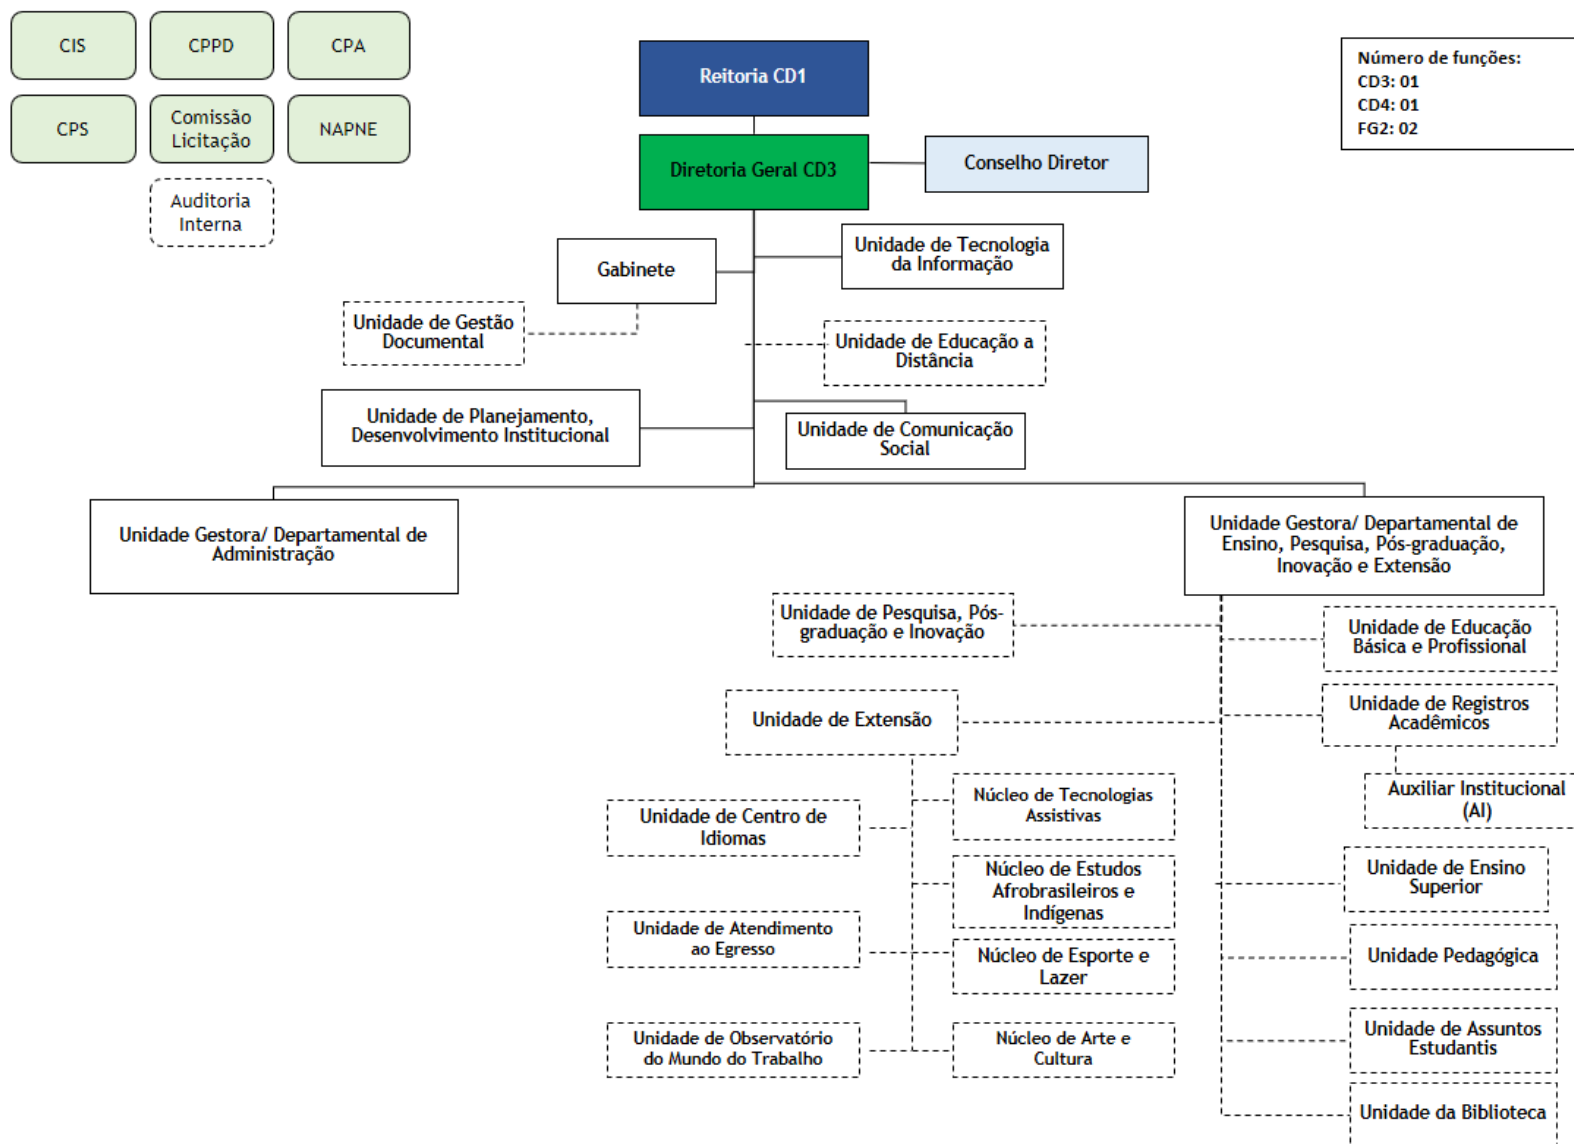 CIS
CPPD
CPA
CPS
Comissão
Licitação
NAPNE
Auditoria
Interna
Reitoria CD1
Diretoria Geral CD3
Conselho Diretor
Número de funções:
CD3: 01
CD4: 01
FG2: 02
Gabinete
Unidade de Tecnologia
da Informação
Unidade de Gestão
Documental
Unidade de Educação a
Distância
Unidade de Planejamento,
Desenvolvimento Institucional
Unidade de Comunicação
Social
Unidade Gestora/ Departamental de
Administração
Unidade Gestora/ Departamental de
Ensino, Pesquisa, Pós-graduação,
Inovação e Extensão
Unidade de Pesquisa, Pós-
graduação e Inovação
Unidade de Educação
Básica e Profissional
Unidade de Extensão
Unidade de Registros
Acadêmicos
Auxiliar Institucional
(AI)
Unidade de Centro de
Idiomas
Núcleo de Tecnologias
Assistivas
Núcleo de Estudos
Afrobrasileiros e
Indígenas
Unidade de Ensino
Superior
Unidade de Atendimento
ao Egresso
Núcleo de Esporte e
Lazer
Unidade Pedagógica
Unidade de Observatório
do Mundo do Trabalho
Núcleo de Arte e
Cultura
Unidade de Assuntos
Estudantis
Unidade da Biblioteca